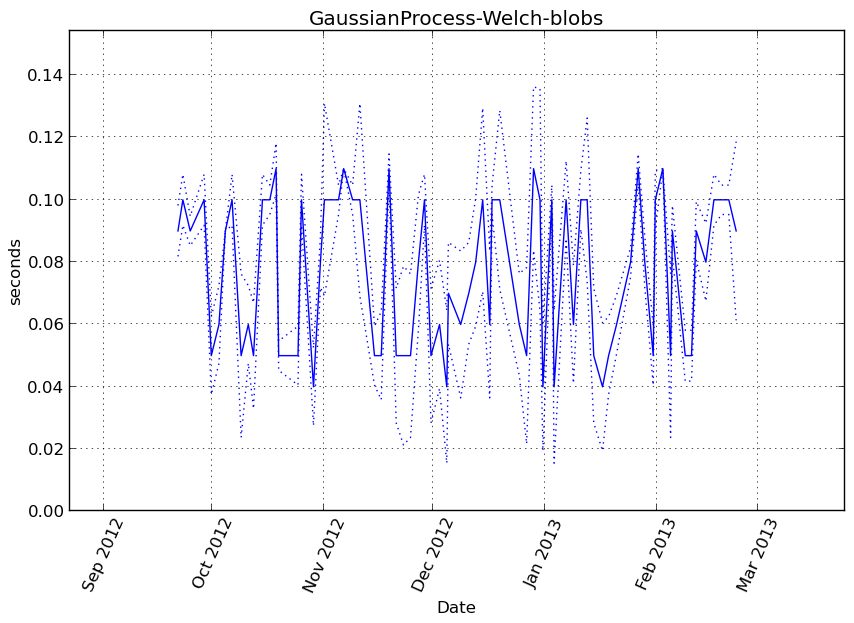 GaussianProcess-Welch-blobs
0.14
0.12
0.10
0.08
0.06
0.04
0.02
0.00
seconds
Sep 2012
Oct 2012
Nov 2012
Dec 2012
Jan 2013
Feb 2013
Mar 2013
Date